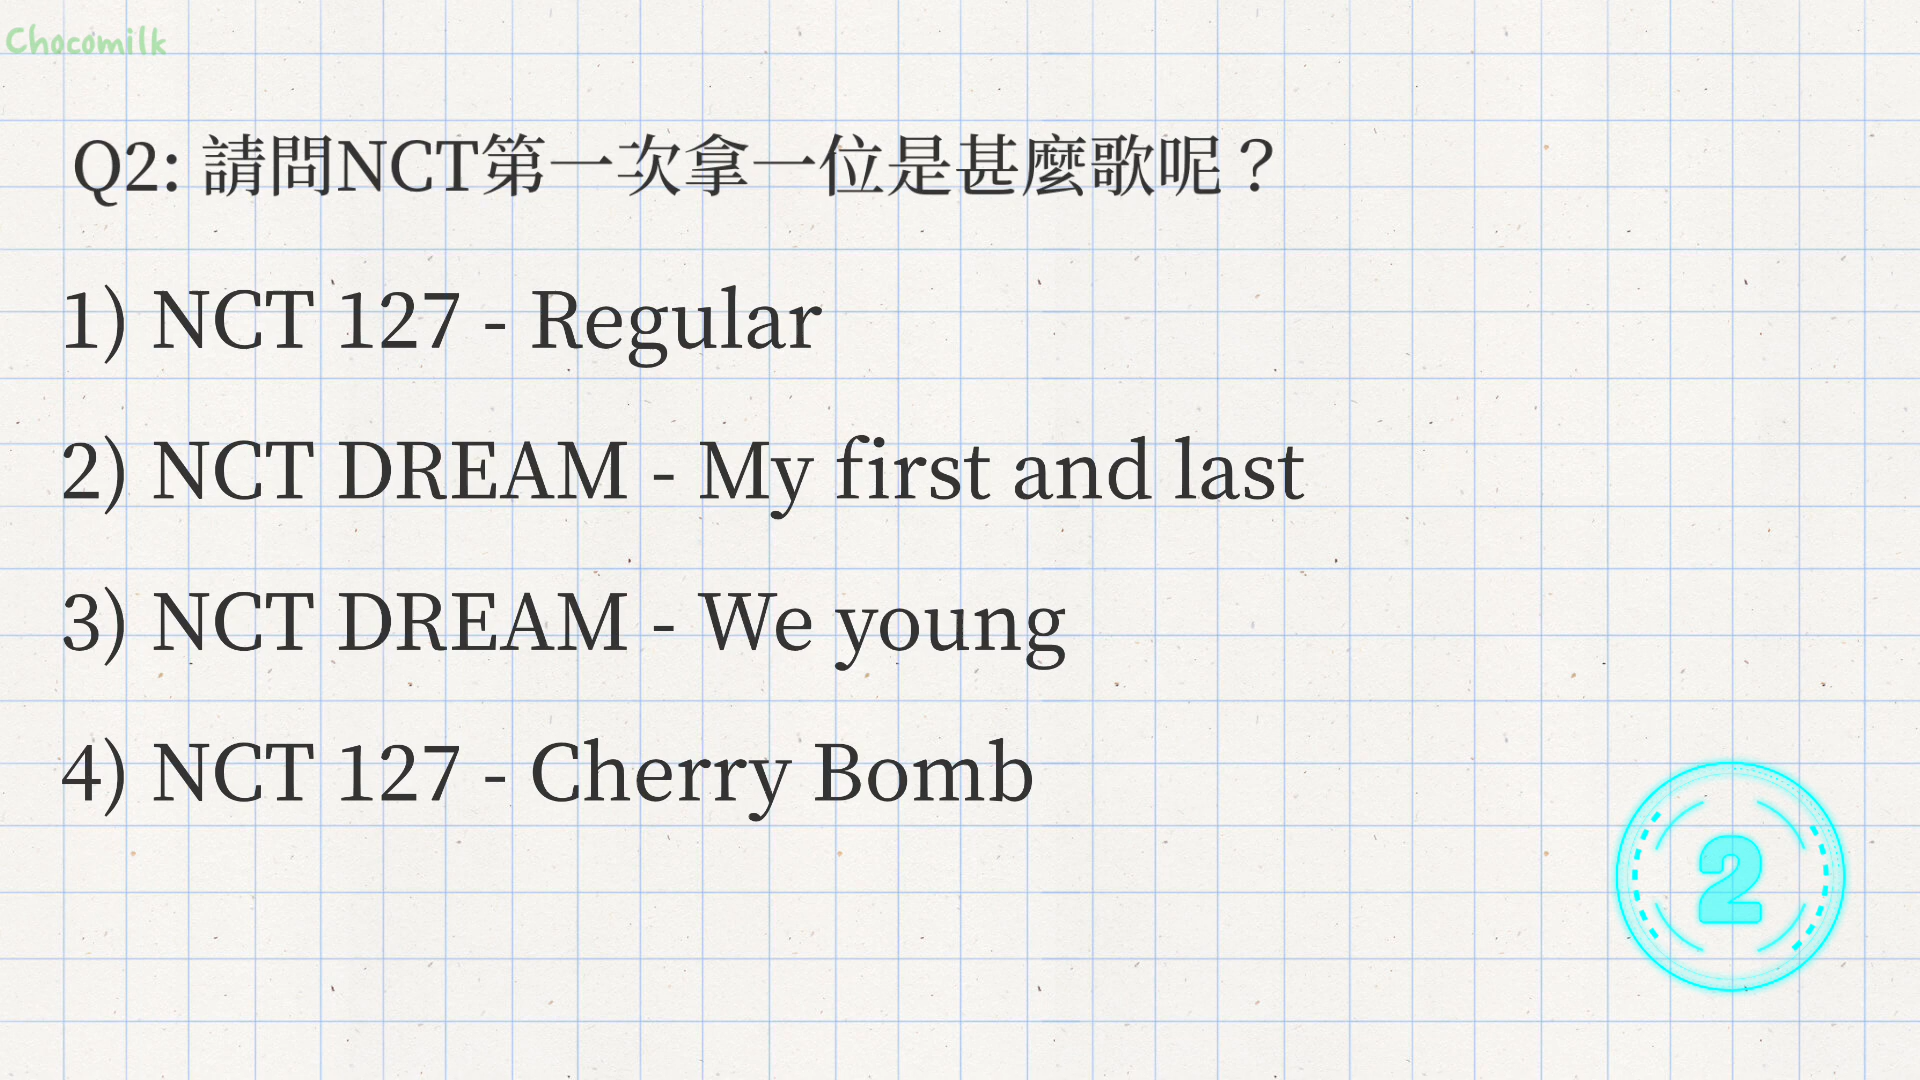 Chocomilk
Q2: 請問NCT第一次拿一位是甚麼歌呢？
1) NCT 127 - Regular
2) NCT DREAM - My first and last
3) NCT DREAM - We young
4) NCT 127 - Cherry Bomb
2